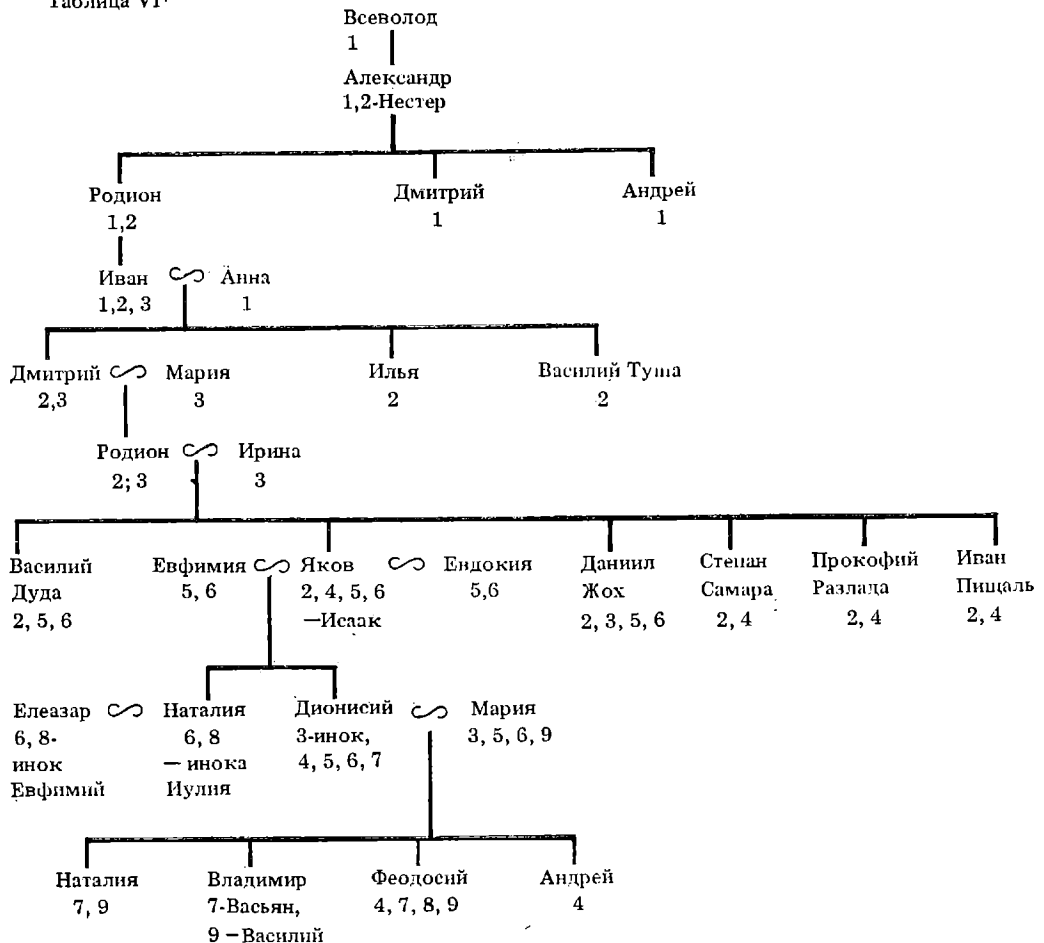 Таблица VI
Всеволод
1
Александр
1,2-Нестер
Родион Дмитрий Андрей
1,2 1 1
Иван Анна
1,2, 3 1
Дмитрий Мария Илья Василий Туша
2,3 3 2 2
Родион Ирина
2; 3 3
Василий Евфимия Яков Евдокия Даниил Степан Прокофий Иван
Дуда 5, 6 2, 4, 5, 6 5,6 Жох Самара Разлада Пищаль
2, 5, 6 —Исаак 2, 3, 5, 6 2, 4 2, 4 2, 4
Елеазар Наталия Дионисий Мария
6, 8- 6, 8 3-инок, 3, 5, 6, 9
инок — инока 4, 5, 6, 7
Евфимий Иулия
Наталия Владимир Феодосий Андрей
7, 9 7-Васьян, 4, 7, 8, 9 4
9 —Василий